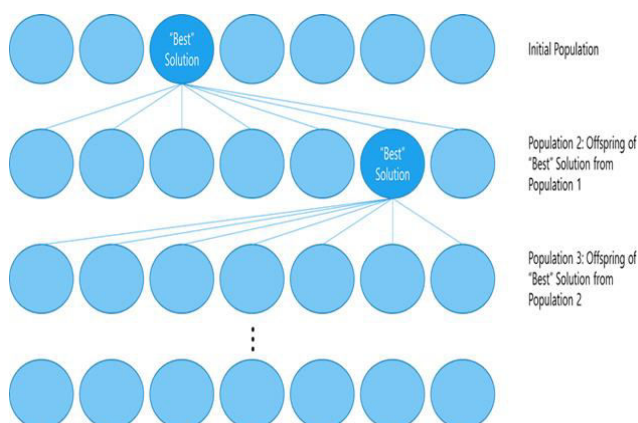 "Best"
Solution
Initial Population
"Best"
Solution
Population 2: Offspring of
"Best" Solution from
Population 1
Population 3: Offspring of
"Best" Solution from
Population 2